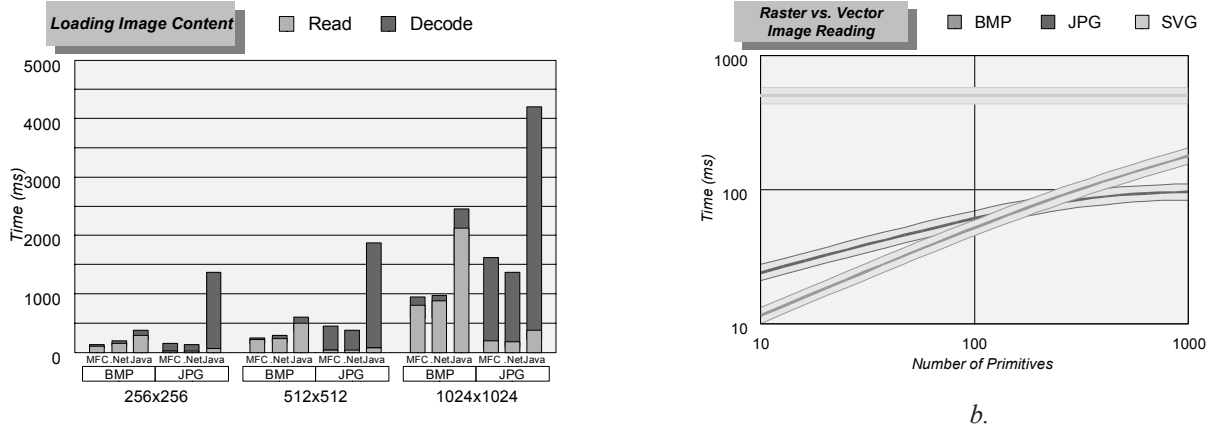 Loading Image Content
Read Decode
5000
4000
3000
2000
1000
0
Time (ms)
MFC .Net Java MFC .Net Java MFC .Net Java MFC .Net Java MFC .Net Java MFC .Net Java
BMP JPG BMP JPG BMP JPG
256x256 512x512 1024x1024
Raster vs. Vector
Image Reading
BMP JPG SVG
1000
100
10
Time (ms)
10 100 1000
Number of Primitives
b.